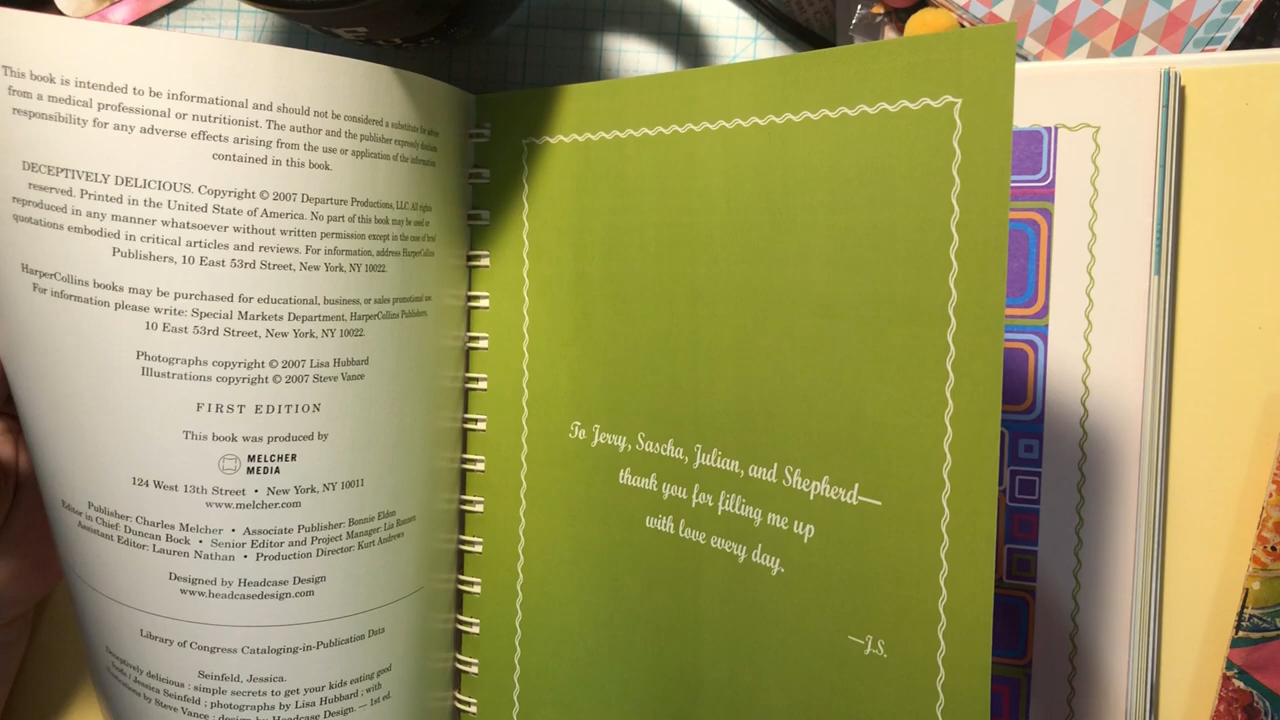 This book is intended to be informational and should not be considered a substitute for advice
from a medical professional or nutritionist. The author and the publisher expressly disclaim
responsibility for any adverse effects arising from the use or application of the information
contained in this book.
DECEPTIVELY DELICIOUS. Copyright © 2007 Departure Productions, LLC. All rights
reserved. Printed in the United State of America. No part of this book may be used or
reproduced in any manner whatsoever without written permission except in the case of brief
quotations embodied in critical articles and reviews. For information, address HarperCollins
Publishers, 10 East 53rd Street, New York, NY 10022.
HarperCollins books may be purchased for educational, business, or sales promotional use.
For information please write: Special Markets Department, HarperCollins Publishers,
10 East 53rd Street, New York, NY 10022.
Photographs copyright © 2007 Lisa Hubbard
Illustrations copyright © 2007 Steve Vance
FIRST EDITION
This book was produced by
MELCHER
MEDIA
124 West 13th Street • New York, NY 10011
www.melcher.com
Publisher: Charles Melcher • Associate Publisher: Bonnie Eldon
Editor in Chief: Duncan Bock • Senior Editor and Project Manager: Lia Ronnen
Assistant Editor: Lauren Nathan • Production Director: Kurt Andrews
Designed by Headcase Design
www.headcasedesign.com
Library of Congress Cataloging-in-Publication Data
Seinfeld, Jessica.
Deceptively delicious : simple secrets to get your kids eating good
food / Jessica Seinfeld ; photographs by Lisa Hubbard ; with
illustrations by Steve Vance ; design by Headcase Design. — 1st ed.
To Jerry, Sascha, Julian, and Shepherd—
thank you for filling me up
with love every day.
—J.S.